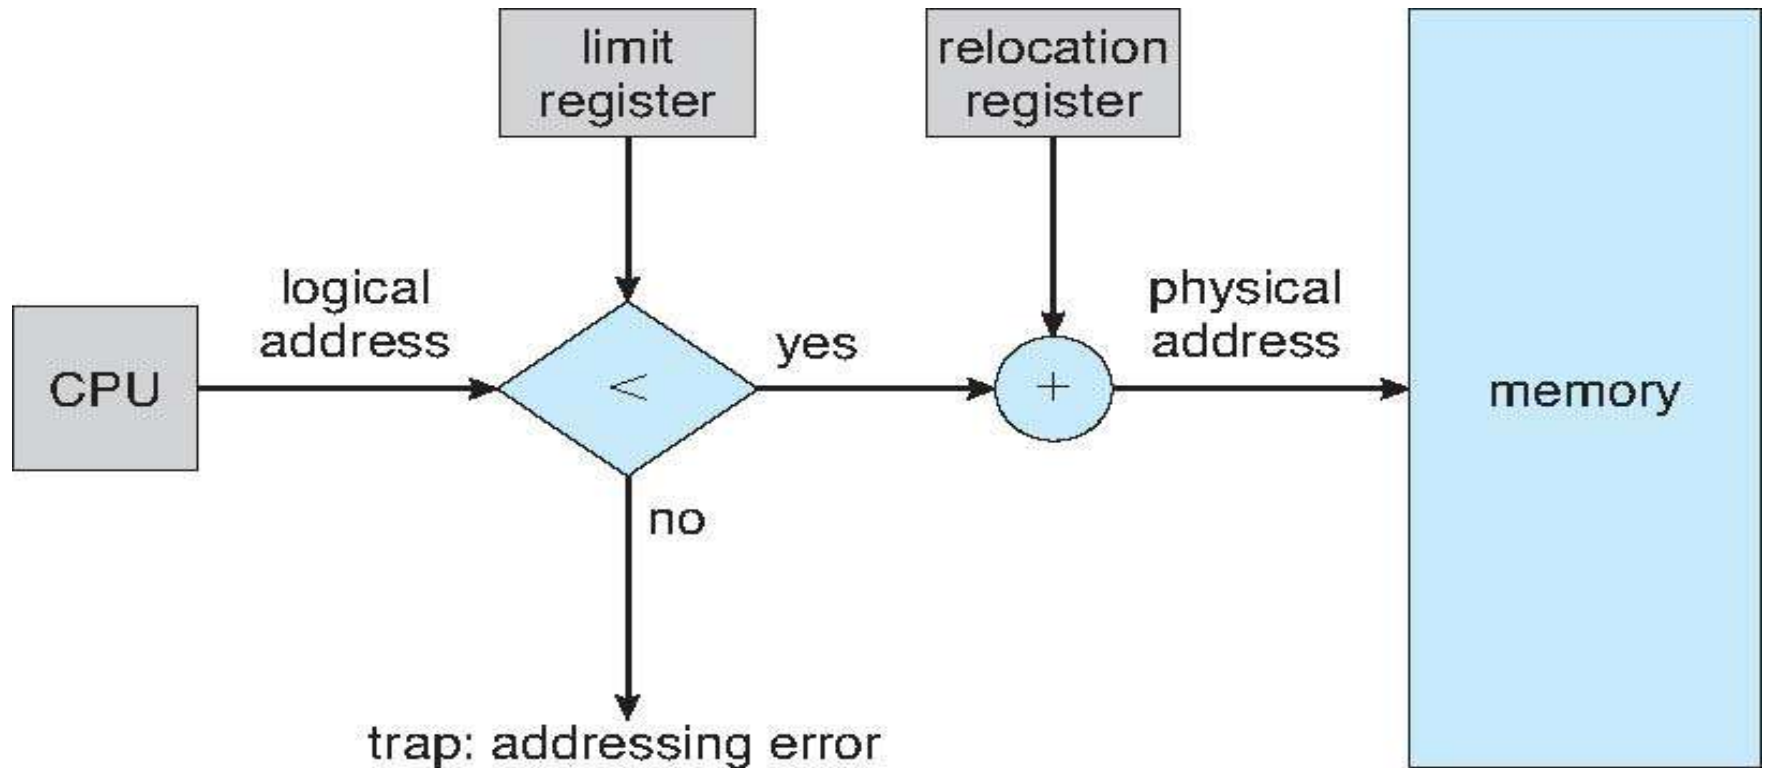 limit
register
relocation
register
logical
address
physical
address
yes
CPU
<
+
memory
no
trap: addressing error